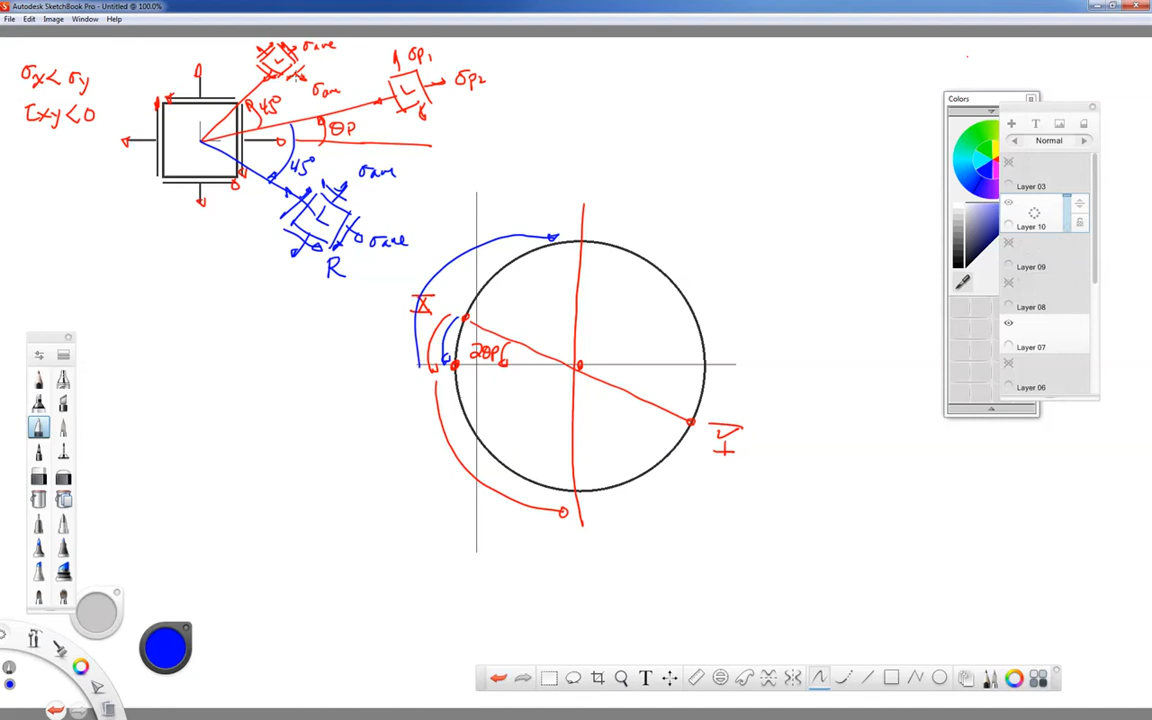 Autodesk SketchBook Pro - Untitled @ 100.0%
File Edit Image Window Help
σx < σy
τxy < 0
σave
σave
45°
θP
σP1
σP2
45°
σave
σave
R
X
2θP
Y
Colors
Normal
Layer 03
Layer 10
Layer 09
Layer 08
Layer 07
Layer 06
T
T